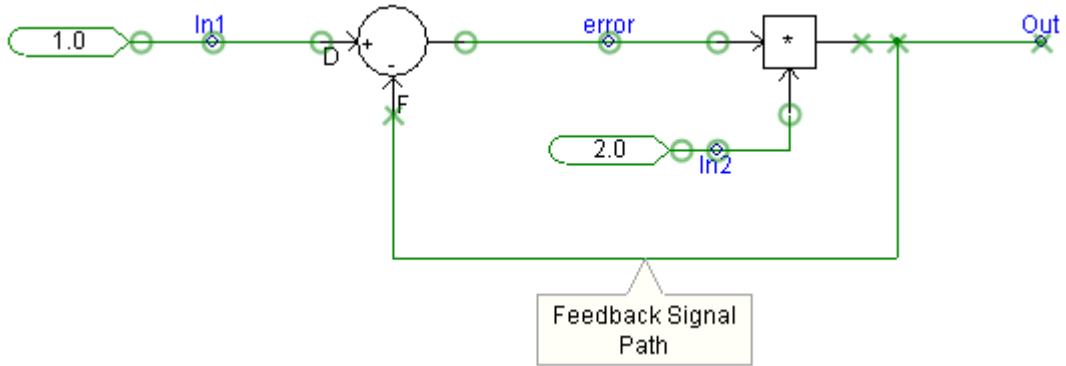 In1
error
Out
1.0
+
*
D
-
F
2.0
In2
Feedback Signal
Path